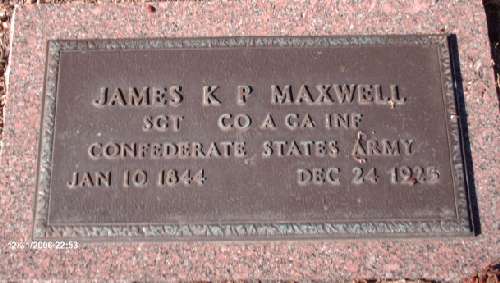 JAMES K P MAXWELL
SGT CO A GA INF
CONFEDERATE STATES ARMY
JAN 10 1844 DEC 24 1925